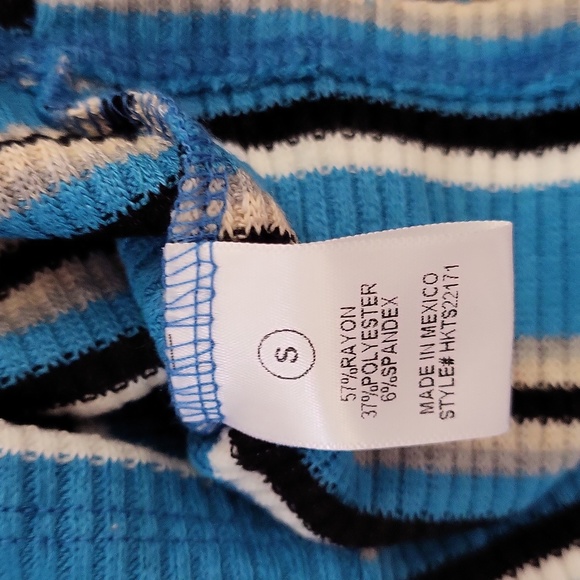 S
57%RAYON
37%POLYESTER
6%SPANDEX
MADE IN MEXICO
STYLE# HKTS22171